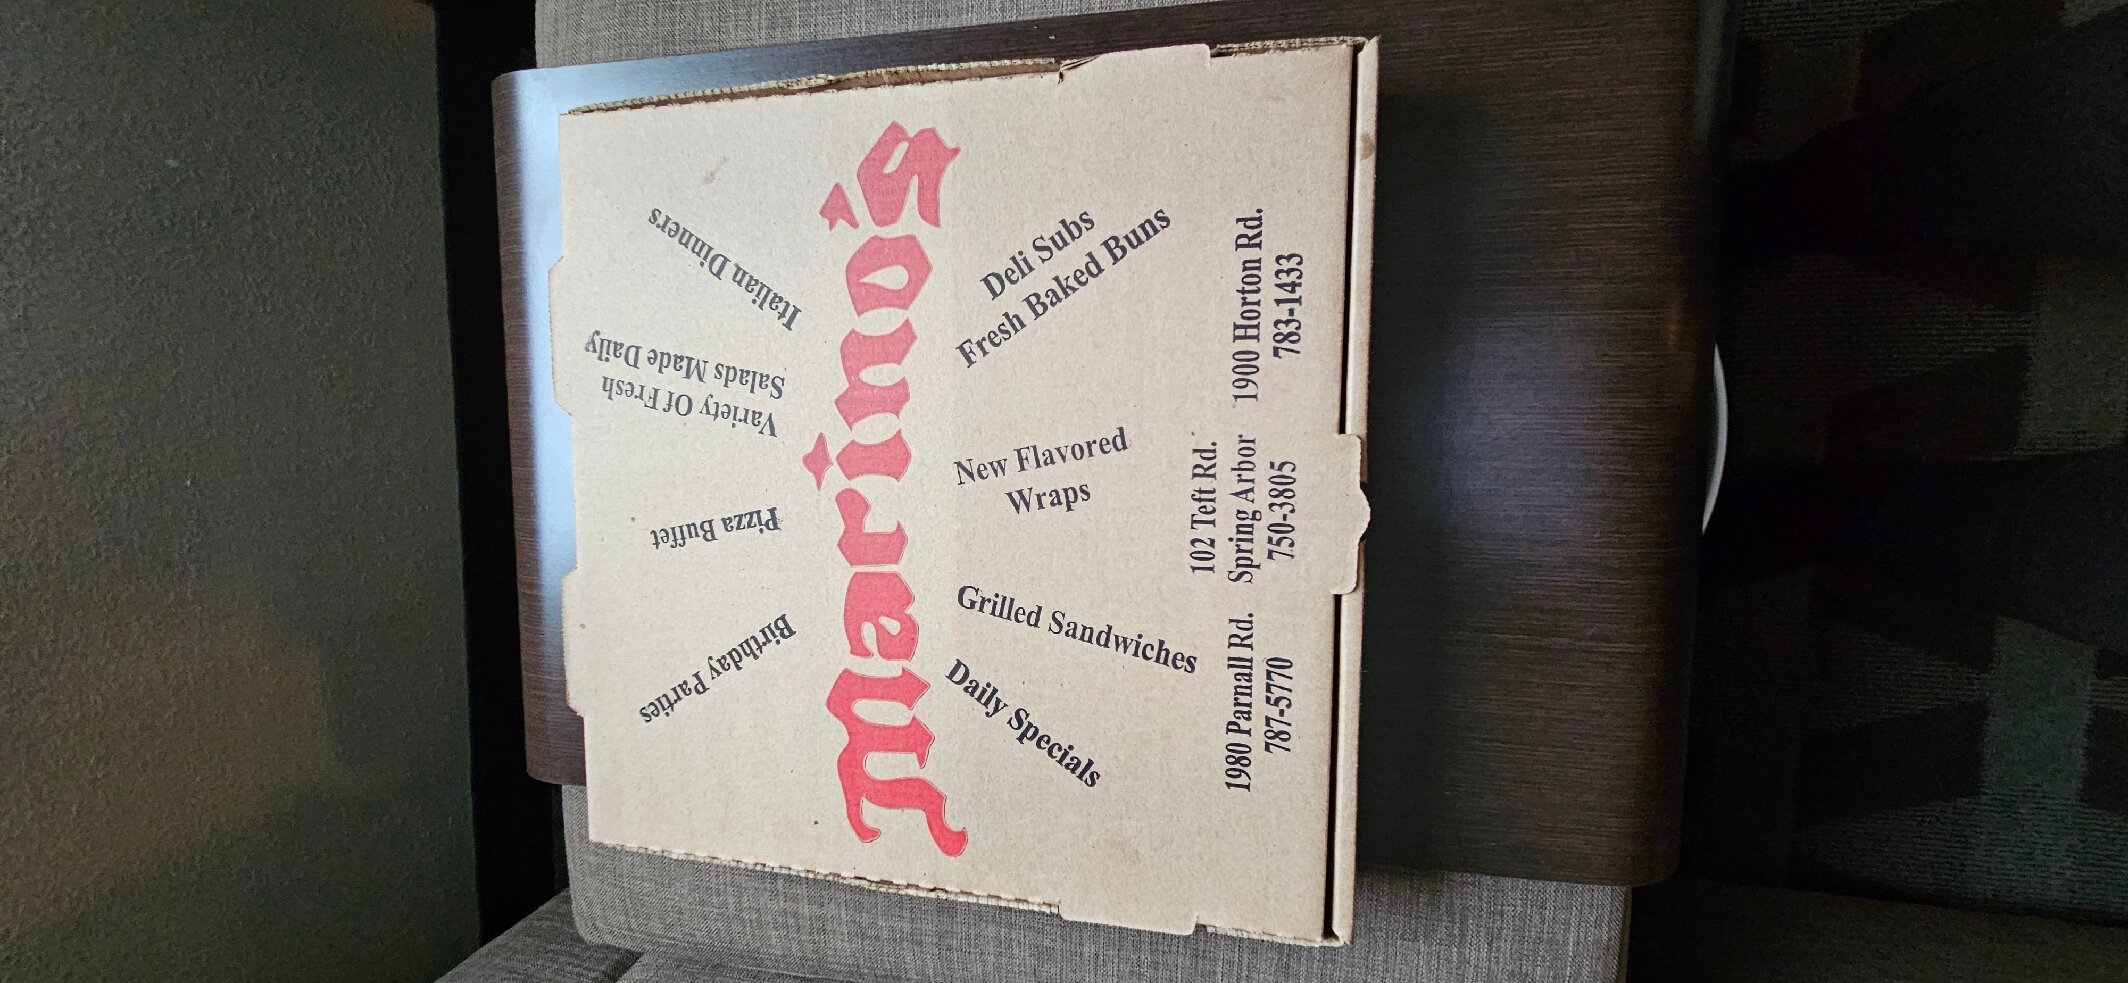 Birthday Parties
Pizza Buffet
Variety Of Fresh
Salads Made Daily
Italian Dinners
Marino's
Daily Specials
Grilled Sandwiches
New Flavored
Wraps
Deli Subs
Fresh Baked Buns
1980 Parnall Rd.
787-5770
102 Teft Rd.
Spring Arbor
750-3805
1900 Horton Rd.
783-1433